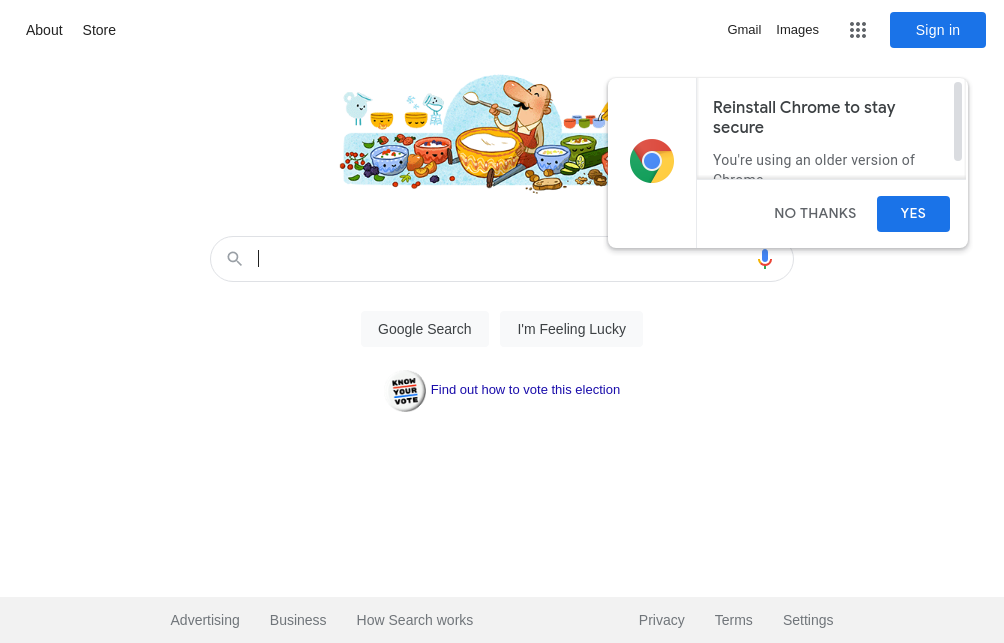 About Store Gmail Images Sign in
Reinstall Chrome to stay
secure
You're using an older version of
NO THANKS YES
Google Search I'm Feeling Lucky
KNOW
YOUR
VOTE
Find out how to vote this election
Advertising Business How Search works Privacy Terms Settings